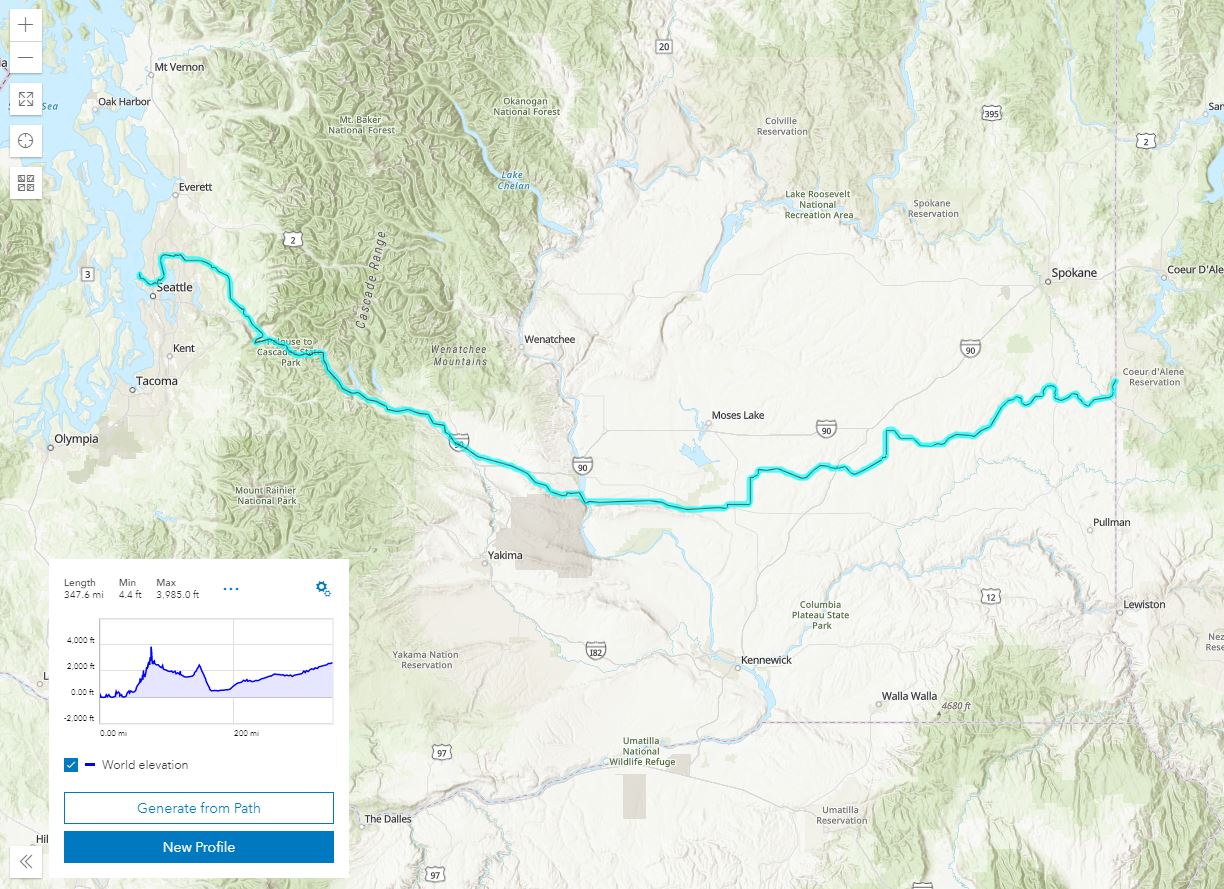 20
Mt Vernon
Oak Harbor
Sea
Okanogan
National Forest
Mt. Baker
National Forest
395
Colville
Reservation
2
Lake
Chelan
Everett
Lake Roosevelt
National
Recreation Area
Spokane
Reservation
2
Cascade Range
3
Seattle
Spokane
Coeur D'Ale
Wenatchee
Palouse to
Cascades State
Park
Kent
Wenatchee
Mountains
90
Tacoma
Coeur d'Alene
Reservation
Moses Lake
90
Olympia
90
90
Mount Rainier
National Park
Pullman
Yakima
Length
347.6 mi
Min
4.4 ft
Max
3,985.0 ft
12
Columbia
Plateau State
Park
Lewiston
4,000 ft
2,000 ft
0.00 ft
-2,000 ft
0.00 mi
200 mi
182
Yakama Nation
Reservation
Kennewick
Nez
Rese
Walla Walla
4680 ft
97
Umatilla
National
Wildlife Refuge
World elevation
Generate from Path
New Profile
The Dalles
Umatilla
Reservation
Hil
97